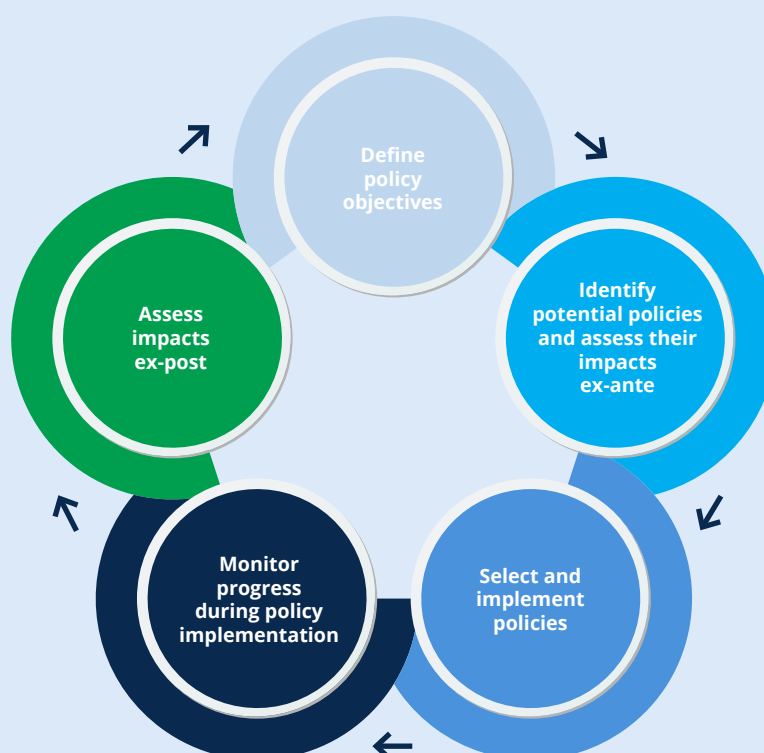 Define
policy
objectives
Identify
potential policies
and assess their
impacts
ex-ante
Select and
implement
policies
Monitor
progress
during policy
implementation
Assess
impacts
ex-post